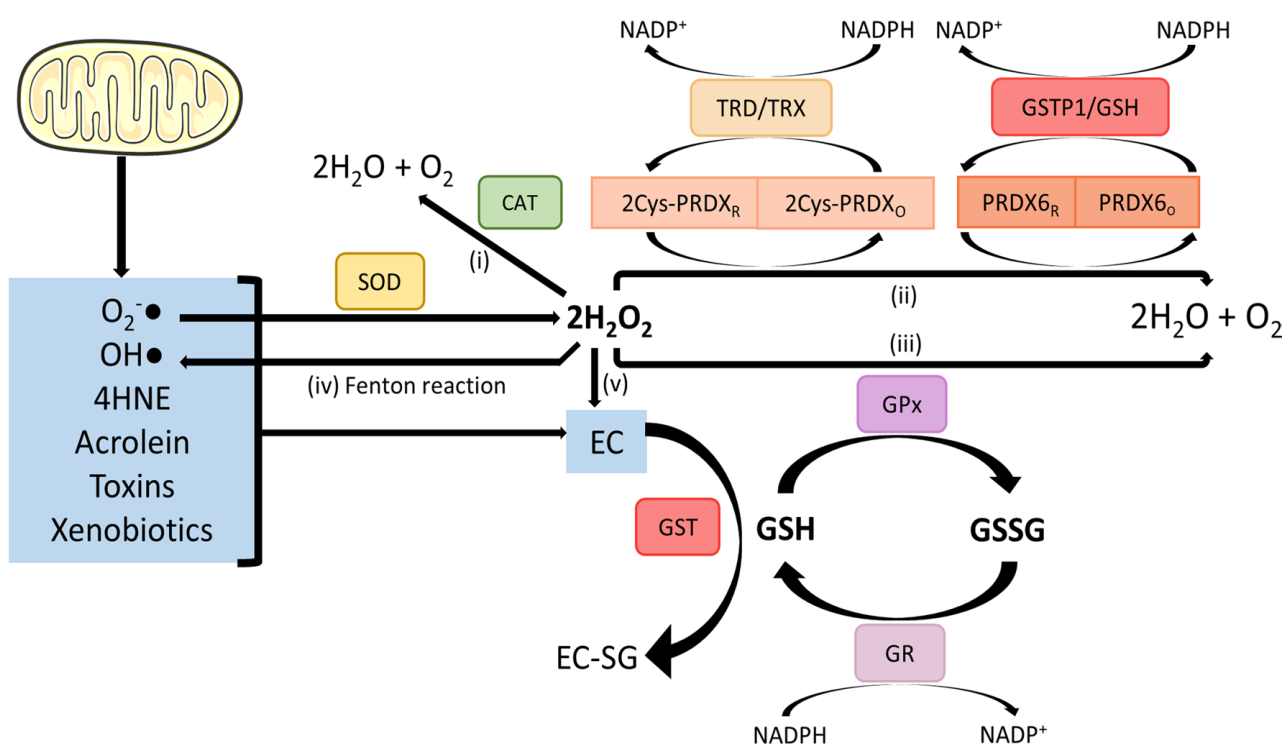 NADP⁺ NADPH NADP⁺ NADPH
TRD/TRX GSTP1/GSH
2H₂O + O₂ CAT 2Cys-PRDX_R 2Cys-PRDX_O PRDX6_R PRDX6_O
(i)
SOD
(ii)
O₂⁻● 2H₂O₂ 2H₂O + O₂
(iii)
OH●
(iv) Fenton reaction (v)
4HNE
GPx
Acrolein EC
Toxins
Xenobiotics
GST GSH GSSG
EC-SG GR
NADPH NADP⁺